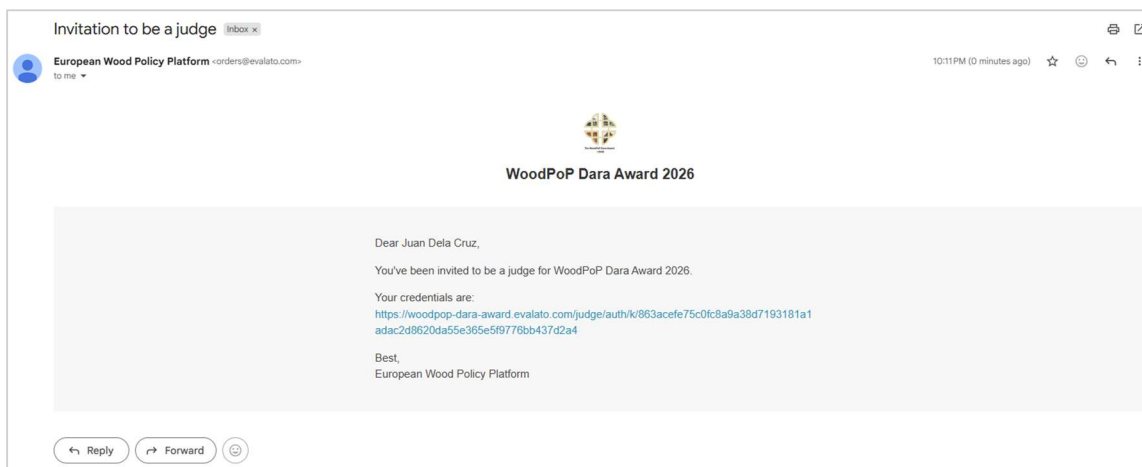 Invitation to be a judge Inbox x
European Wood Policy Platform <orders@evalato.com>
10:11 PM (0 minutes ago)
to me
WoodPoP Dara Award 2026
Dear Juan Dela Cruz,
You've been invited to be a judge for WoodPoP Dara Award 2026.
Your credentials are:
https://woodpop-dara-award.evalato.com/judge/auth/k/863acefe75c0fc8a9a38d7193181a1
adac2d8620da55e365e5f9776bb437d2a4
Best,
European Wood Policy Platform
Reply
Forward